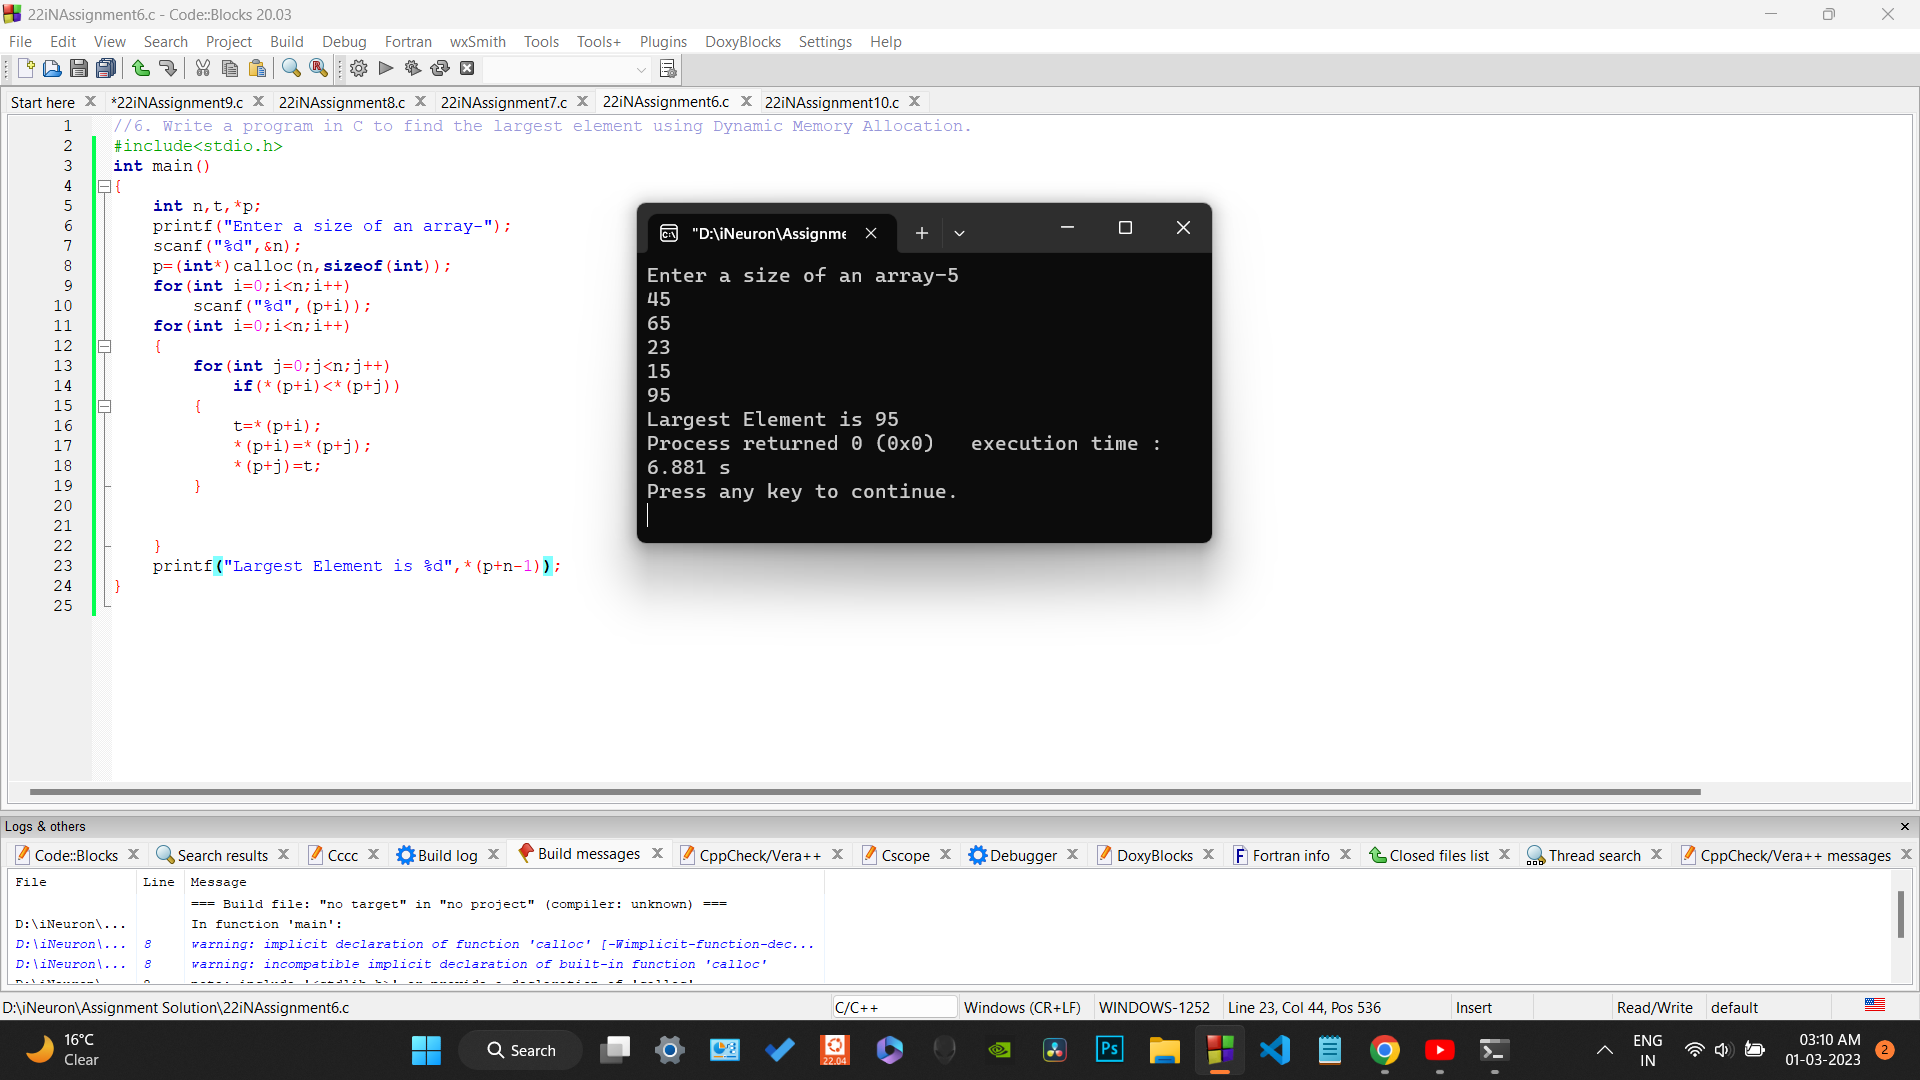 22iNAssignment6.c - Code::Blocks 20.03
File Edit View Search Project Build Debug Fortran wxSmith Tools Tools+ Plugins DoxyBlocks Settings Help
Start here *22iNAssignment9.c 22iNAssignment8.c 22iNAssignment7.c 22iNAssignment6.c 22iNAssignment10.c
1 //6. Write a program in C to find the largest element using Dynamic Memory Allocation.
2 #include<stdio.h>
3 int main()
4 {
5 int n,t,*p;
6 printf("Enter a size of an array-");
7 scanf("%d",&n);
8 p=(int*)calloc(n,sizeof(int));
9 for(int i=0;i<n;i++)
10 scanf("%d",(p+i));
11 for(int i=0;i<n;i++)
12 {
13 for(int j=0;j<n;j++)
14 if(*(p+i)<*(p+j))
15 {
16 t=*(p+i);
17 *(p+i)=*(p+j);
18 *(p+j)=t;
19 }
20
21
22 }
23 printf("Largest Element is %d",*(p+n-1));
24 }
25
"D:\iNeuron\Assignme
Enter a size of an array-5
45
65
23
15
95
Largest Element is 95
Process returned 0 (0x0)   execution time :
6.881 s
Press any key to continue.
Logs & others
Code::Blocks Search results Cccc Build log Build messages CppCheck/Vera++ Cscope Debugger DoxyBlocks Fortran info Closed files list Thread search CppCheck/Vera++ messages
File Line Message
=== Build file: "no target" in "no project" (compiler: unknown) ===
D:\iNeuron\... In function 'main':
D:\iNeuron\... 8 warning: implicit declaration of function 'calloc' [-Wimplicit-function-dec...
D:\iNeuron\... 8 warning: incompatible implicit declaration of built-in function 'calloc'
D:\iNeuron\Assignment Solution\22iNAssignment6.c C/C++ Windows (CR+LF) WINDOWS-1252 Line 23, Col 44, Pos 536 Insert Read/Write default
16°C
Clear
Search
22.04
Ps
ENG
IN
03:10 AM
01-03-2023
2